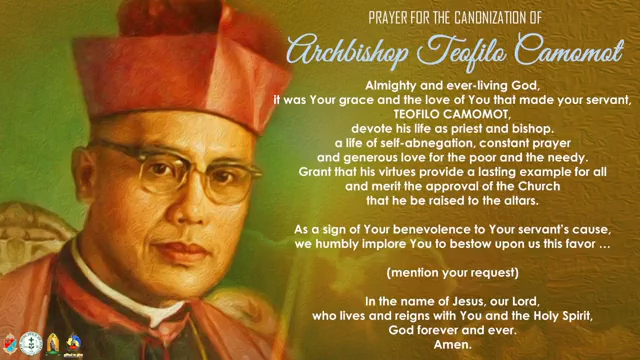 PRAYER FOR THE CANONIZATION OF
Archbishop Teofilo Camomot
Almighty and ever-living God,
it was Your grace and the love of You that made your servant,
TEOFILO CAMOMOT,
devote his life as priest and bishop.
a life of self-abnegation, constant prayer
and generous love for the poor and the needy.
Grant that his virtues provide a lasting example for all
and merit the approval of the Church
that he be raised to the altars.
As a sign of Your benevolence to Your servant's cause,
we humbly implore You to bestow upon us this favor ...
(mention your request)
In the name of Jesus, our Lord,
who lives and reigns with You and the Holy Spirit,
God forever and ever.
Amen.